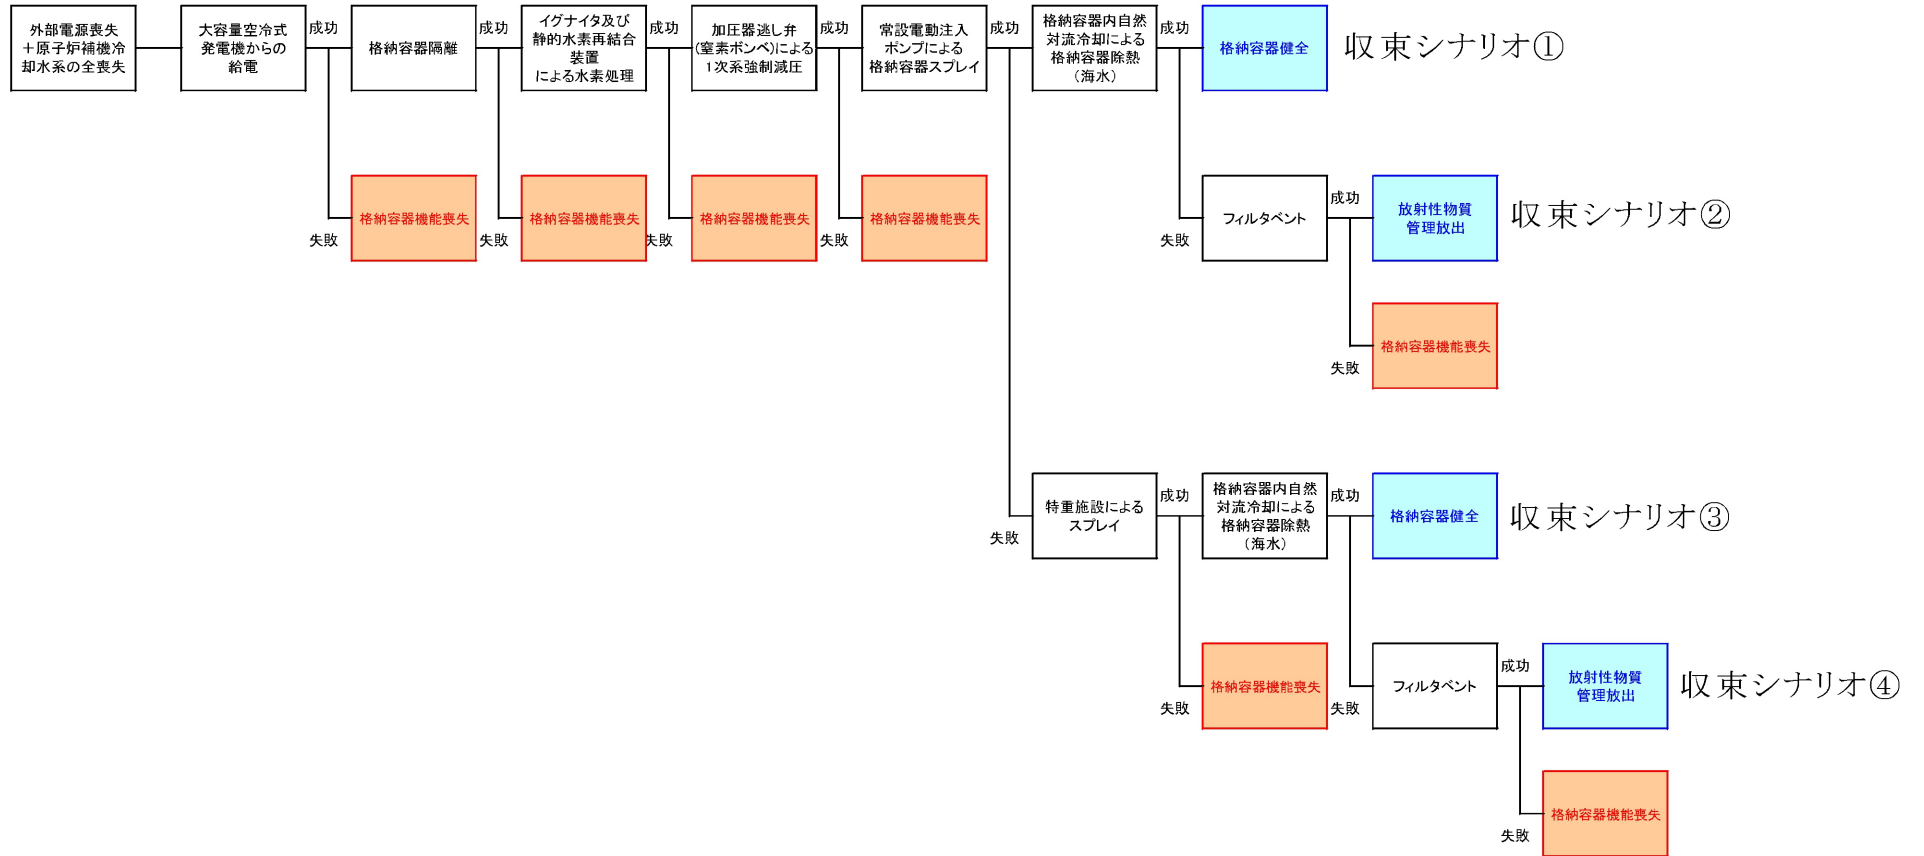 外部電源喪失
＋原子炉補機冷
却水系の全喪失
大容量空冷式
発電機からの
給電
成功
格納容器隔離
成功
イグナイタ及び
静的水素再結合
装置
による水素処理
成功
加圧器逃し弁
(窒素ボンベ)による
1次系強制減圧
成功
常設電動注入
ポンプによる
格納容器スプレイ
成功
格納容器内自然
対流冷却による
格納容器除熱
（海水）
成功
格納容器健全
収束シナリオ①
失敗
格納容器機能喪失
失敗
格納容器機能喪失
失敗
格納容器機能喪失
失敗
格納容器機能喪失
失敗
フィルタベント
成功
放射性物質
管理放出
収束シナリオ②
失敗
格納容器機能喪失
失敗
特重施設による
スプレイ
成功
格納容器内自然
対流冷却による
格納容器除熱
（海水）
成功
格納容器健全
収束シナリオ③
失敗
格納容器機能喪失
失敗
フィルタベント
成功
放射性物質
管理放出
収束シナリオ④
失敗
格納容器機能喪失